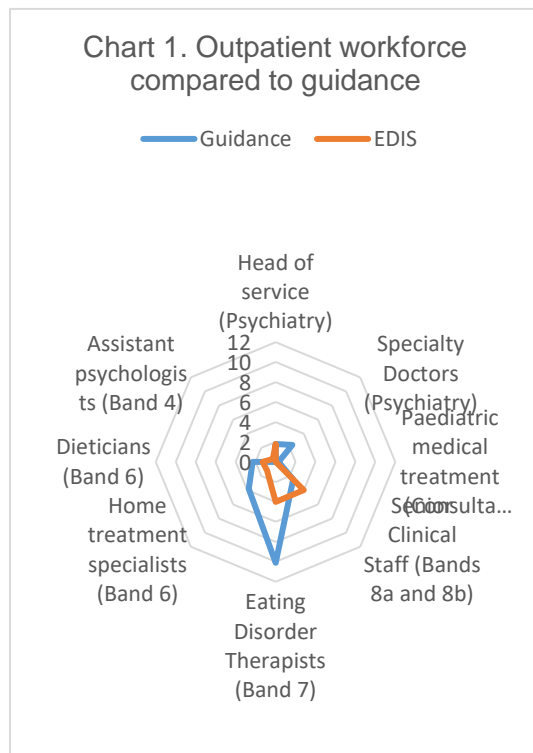 Chart 1. Outpatient workforce
compared to guidance
Guidance
EDIS
Head of
service
(Psychiatry)
Specialty
Doctors
(Psychiatry)
Paediatric
medical
treatment
(Consulta...
Senior
Clinical
Staff (Bands
8a and 8b)
Eating
Disorder
Therapists
(Band 7)
Home
treatment
specialists
(Band 6)
Dieticians
(Band 6)
Assistant
psychologis
ts (Band 4)
12
10
8
6
4
2
0